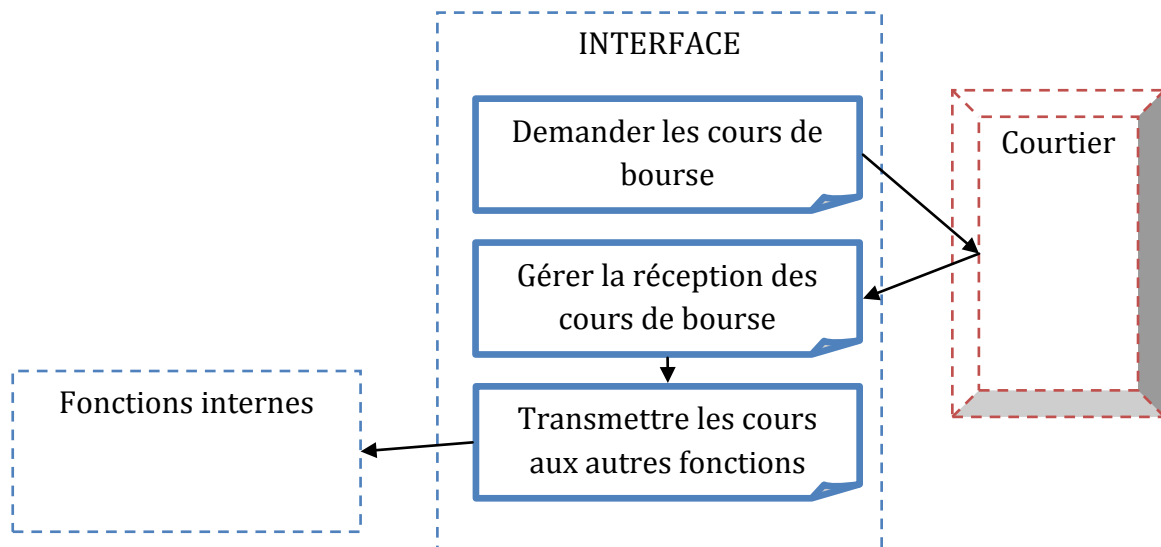 INTERFACE
Demander les cours de
bourse
Courtier
Gérer la réception des
cours de bourse
Fonctions internes
Transmettre les cours
aux autres fonctions